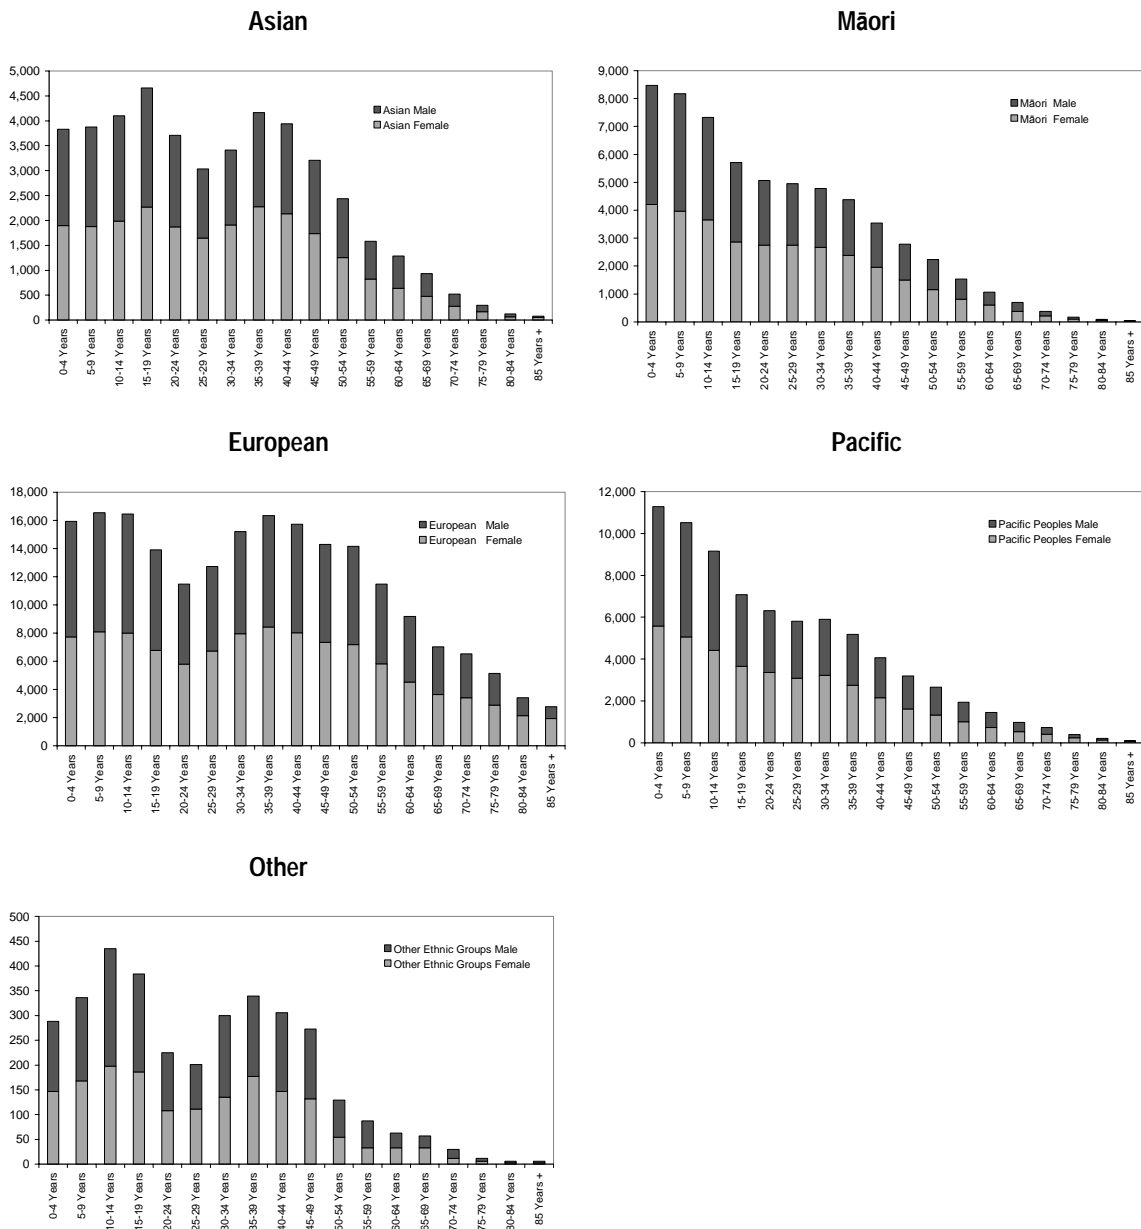 Asian
5,000
4,500
4,000
3,500
3,000
2,500
2,000
1,500
1,000
500
0
Asian Male
Asian Female
0-4 Years
5-9 Years
10-14 Years
15-19 Years
20-24 Years
25-29 Years
30-34 Years
35-39 Years
40-44 Years
45-49 Years
50-54 Years
55-59 Years
60-64 Years
65-69 Years
70-74 Years
75-79 Years
80-84 Years
85 Years +
Māori
9,000
8,000
7,000
6,000
5,000
4,000
3,000
2,000
1,000
0
Māori Male
Māori Female
0-4 Years
5-9 Years
10-14 Years
15-19 Years
20-24 Years
25-29 Years
30-34 Years
35-39 Years
40-44 Years
45-49 Years
50-54 Years
55-59 Years
60-64 Years
65-69 Years
70-74 Years
75-79 Years
80-84 Years
85 Years +
European
18,000
16,000
14,000
12,000
10,000
8,000
6,000
4,000
2,000
0
European Male
European Female
0-4 Years
5-9 Years
10-14 Years
15-19 Years
20-24 Years
25-29 Years
30-34 Years
35-39 Years
40-44 Years
45-49 Years
50-54 Years
55-59 Years
60-64 Years
65-69 Years
70-74 Years
75-79 Years
80-84 Years
85 Years +
Pacific
12,000
10,000
8,000
6,000
4,000
2,000
0
Pacific Peoples Male
Pacific Peoples Female
0-4 Years
5-9 Years
10-14 Years
15-19 Years
20-24 Years
25-29 Years
30-34 Years
35-39 Years
40-44 Years
45-49 Years
50-54 Years
55-59 Years
60-64 Years
65-69 Years
70-74 Years
75-79 Years
80-84 Years
85 Years +
Other
500
450
400
350
300
250
200
150
100
50
0
Other Ethnic Groups Male
Other Ethnic Groups Female
0-4 Years
5-9 Years
10-14 Years
15-19 Years
20-24 Years
25-29 Years
30-34 Years
35-39 Years
40-44 Years
45-49 Years
50-54 Years
55-59 Years
60-64 Years
65-69 Years
70-74 Years
75-79 Years
80-84 Years
85 Years +